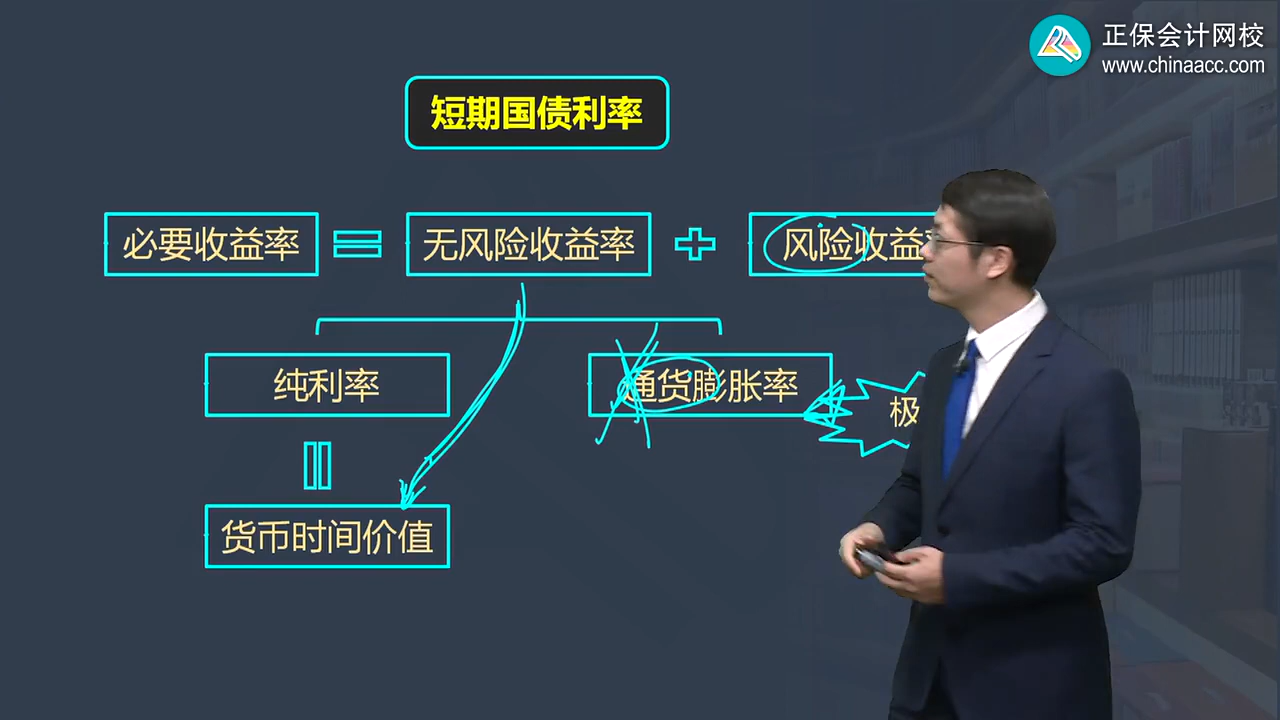 正保会计网校
www.chinaacc.com
短期国债利率
必要收益率 = 无风险收益率 + 风险收益
纯利率
通货膨胀率
极
货币时间价值